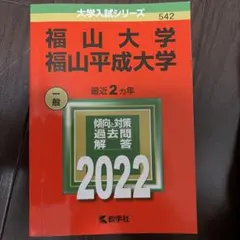 大学入試シリーズ
542
福山大学
福山平成大学
一般
最近2ヵ年
傾向と対策
過去問
解答
2022
教学社